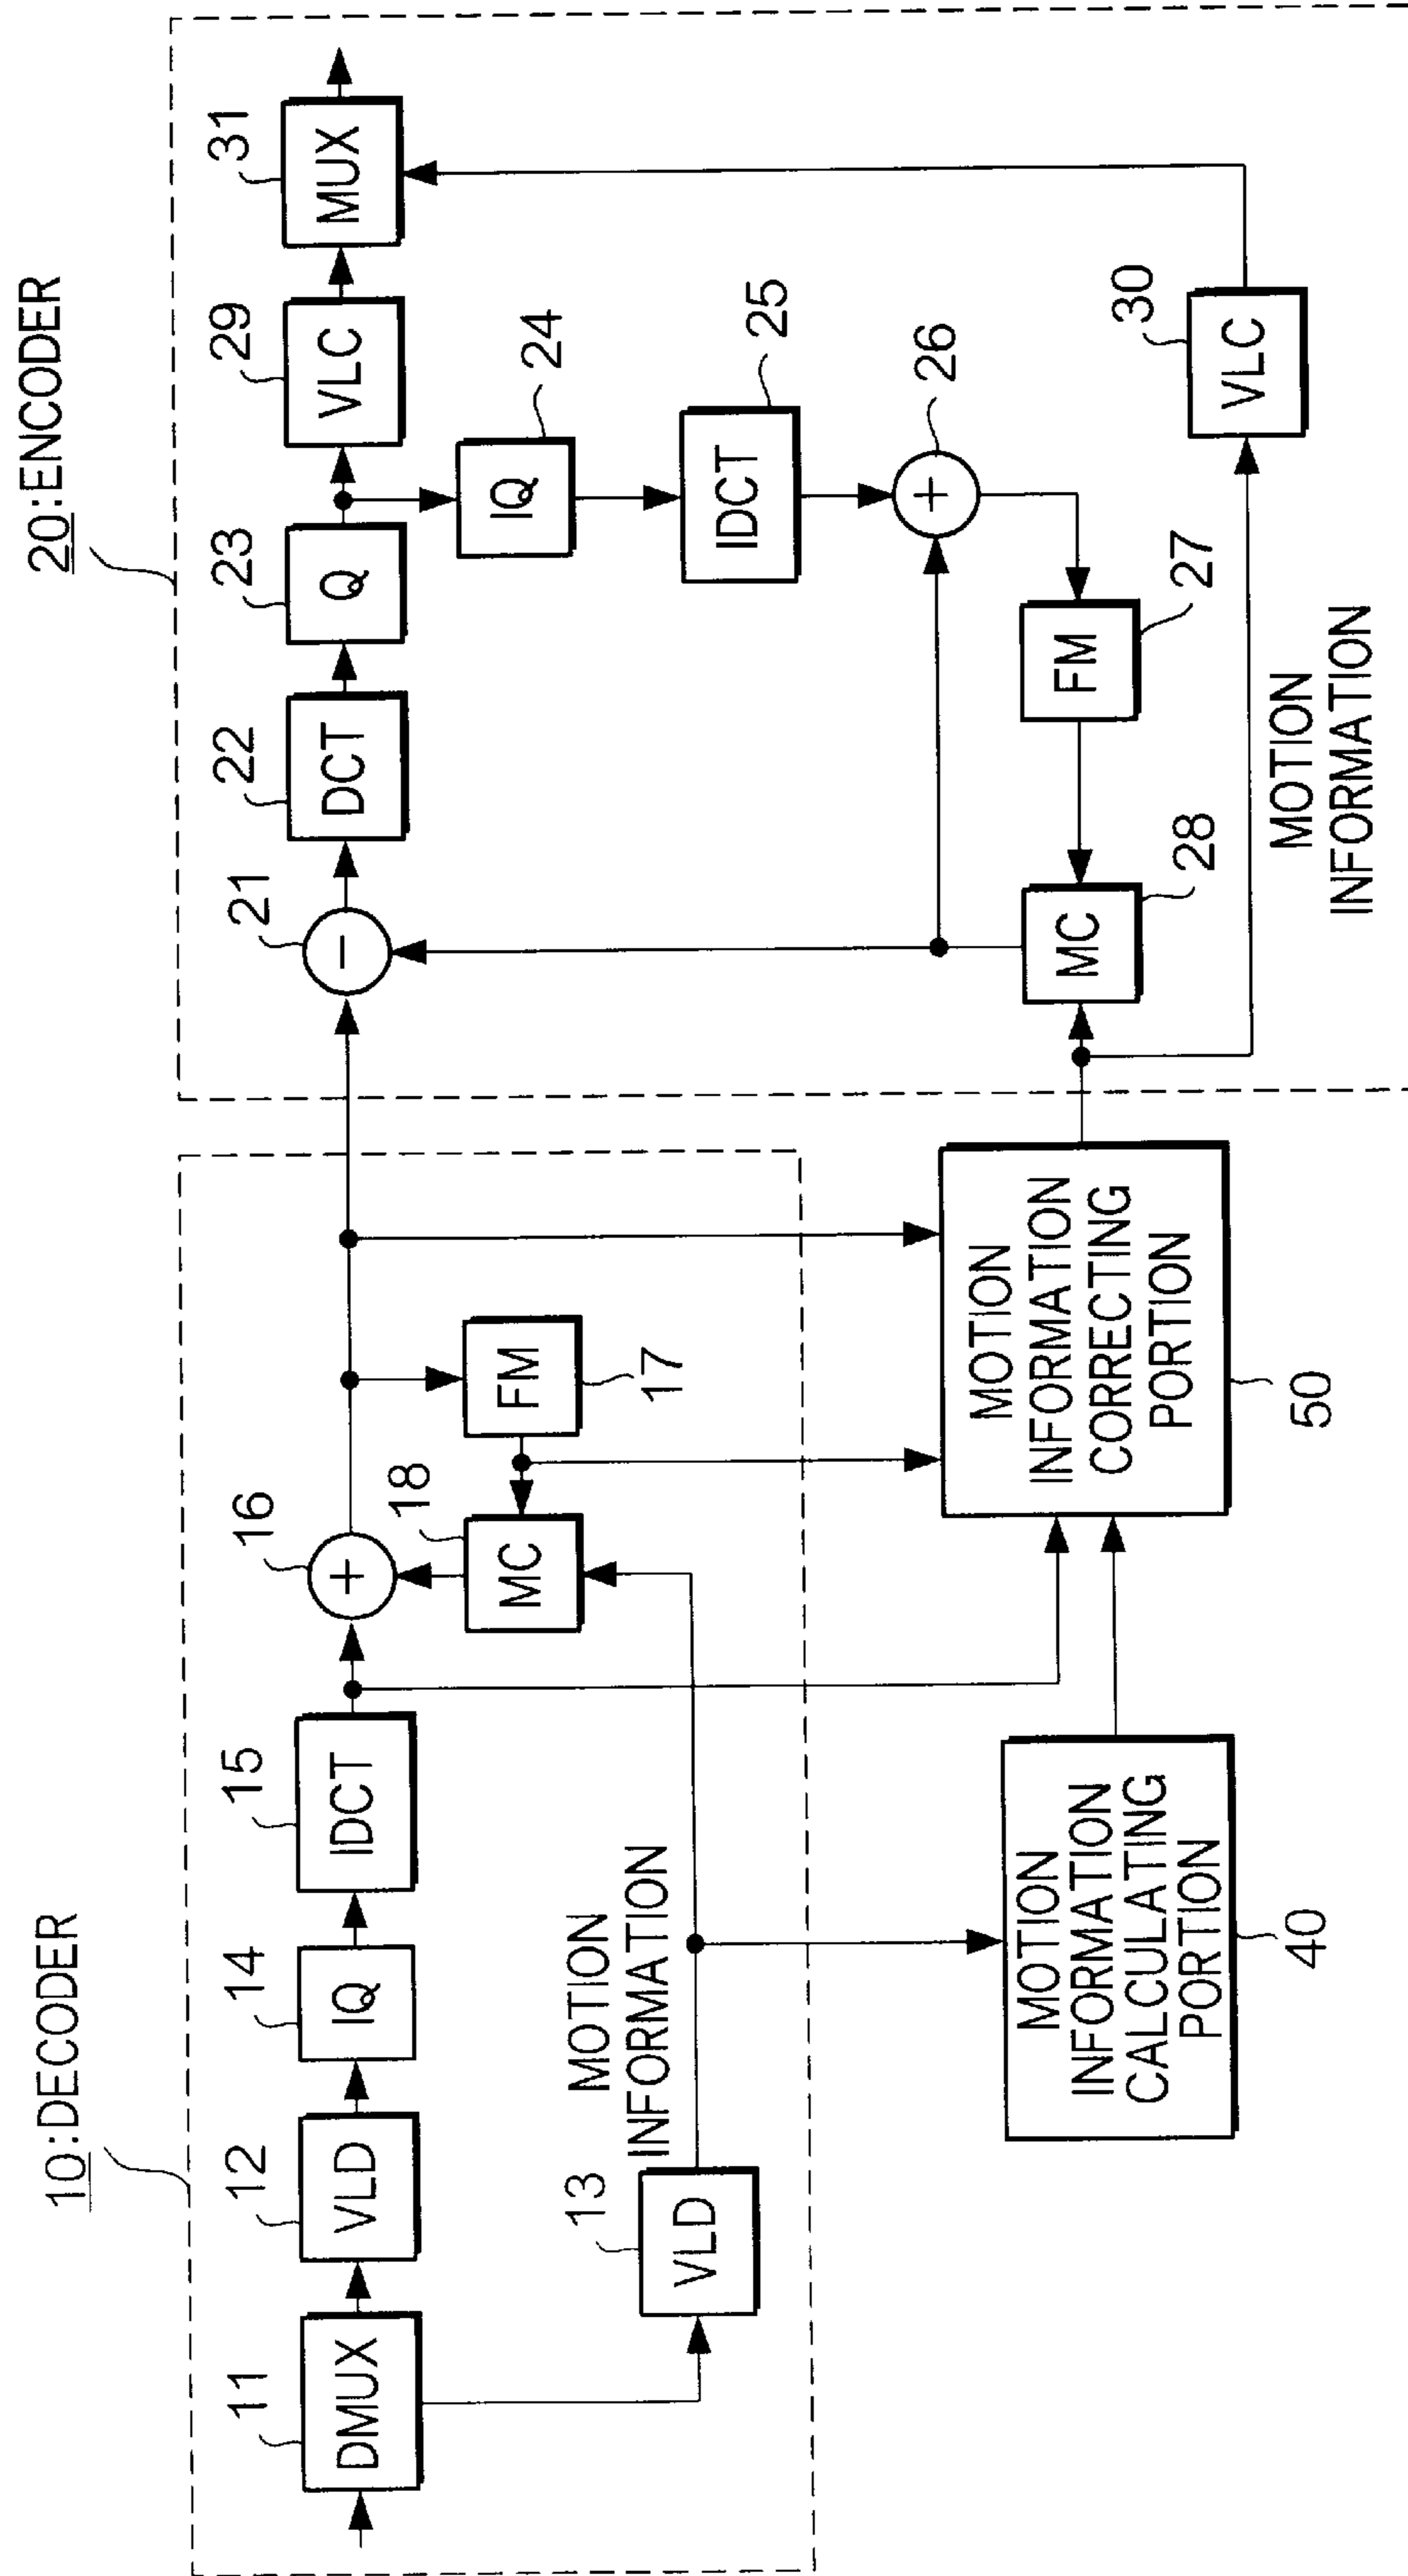 10:DECODER
11
DMUX
12
VLD
14
IQ
15
IDCT
16
+
13
VLD
MOTION
INFORMATION
18
MC
FM
17
40
MOTION
INFORMATION
CALCULATING
PORTION
50
MOTION
INFORMATION
CORRECTING
PORTION
20:ENCODER
21
-
22
DCT
23
Q
29
VLC
31
MUX
IQ
24
IDCT
25
+
26
FM
27
MC
28
30
VLC
MOTION
INFORMATION